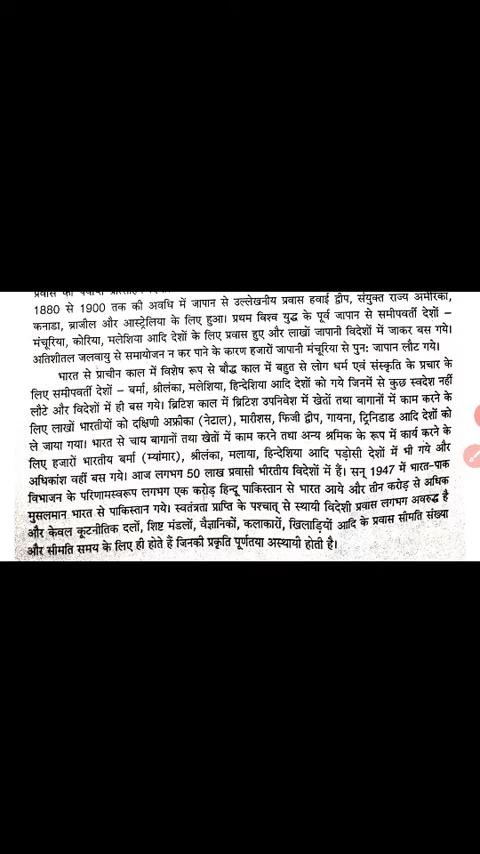 1880 से 1900 तक की अवधि में जापान से उल्लेखनीय प्रवास हवाई द्वीप, संयुक्त राज्य अमेरिका,
कनाडा, ब्राजील और आस्ट्रेलिया के लिए हुआ। प्रथम विश्व युद्ध के पूर्व जापान से समीपवर्ती देशों –
मंचूरिया, कोरिया, मलेशिया आदि देशों के लिए प्रवास हुए और लाखों जापानी विदेशों में जाकर बस गये।
अतिशीतल जलवायु से समायोजन न कर पाने के कारण हजारों जापानी मंचूरिया से पुन: जापान लौट गये।
भारत से प्राचीन काल में विशेष रूप से बौद्ध काल में बहुत से लोग धर्म एवं संस्कृति के प्रचार के
लिए समीपवर्ती देशों – बर्मा, श्रीलंका, मलेशिया, हिन्देशिया आदि देशों को गये जिनमें से कुछ स्वदेश नहीं
लौटे और विदेशों में ही बस गये। ब्रिटिश काल में ब्रिटिश उपनिवेश में खेतों तथा बागानों में काम करने के
लिए लाखों भारतीयों को दक्षिणी अफ्रीका (नेटाल), मारीशस, फिजी द्वीप, गायना, ट्रिनिडाड आदि देशों को
ले जाया गया। भारत से चाय बागानों तथा खेतों में काम करने तथा अन्य श्रमिक के रूप में कार्य करने के
लिए हजारों भारतीय बर्मा (म्यांमार), श्रीलंका, मलाया, हिन्देशिया आदि पड़ोसी देशों में भी गये और
अधिकांश वहीं बस गये। आज लगभग 50 लाख प्रवासी भीरतीय विदेशों में हैं। सन् 1947 में भारत-पाक
विभाजन के परिणामस्वरूप लगभग एक करोड़ हिन्दू पाकिस्तान से भारत आये और तीन करोड़ से अधिक
मुसलमान भारत से पाकिस्तान गये। स्वतंत्रता प्राप्ति के पश्चात् से स्थायी विदेशी प्रवास लगभग अवरुद्ध है
और केवल कूटनीतिक दलों, शिष्ट मंडलों, वैज्ञानिकों, कलाकारों, खिलाड़ियों आदि के प्रवास सीमति संख्या
और सीमति समय के लिए ही होते हैं जिनकी प्रकृति पूर्णतया अस्थायी होती है।